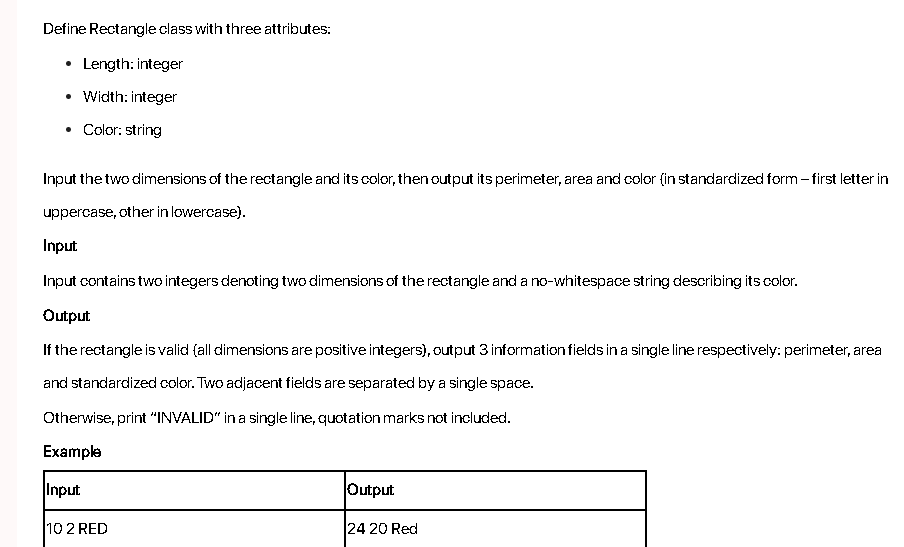 Define Rectangle class with three attributes:
• Length: integer
• Width: integer
• Color: string
Input the two dimensions of the rectangle and its color, then output its perimeter, area and color (in standardized form – first letter in
uppercase, other in lowercase).
Input
Input contains two integers denoting two dimensions of the rectangle and a no-whitespace string describing its color.
Output
If the rectangle is valid (all dimensions are positive integers), output 3 information fields in a single line respectively: perimeter, area
and standardized color. Two adjacent fields are separated by a single space.
Otherwise, print “INVALID” in a single line, quotation marks not included.
Example
Input Output
10 2 RED 24 20 Red